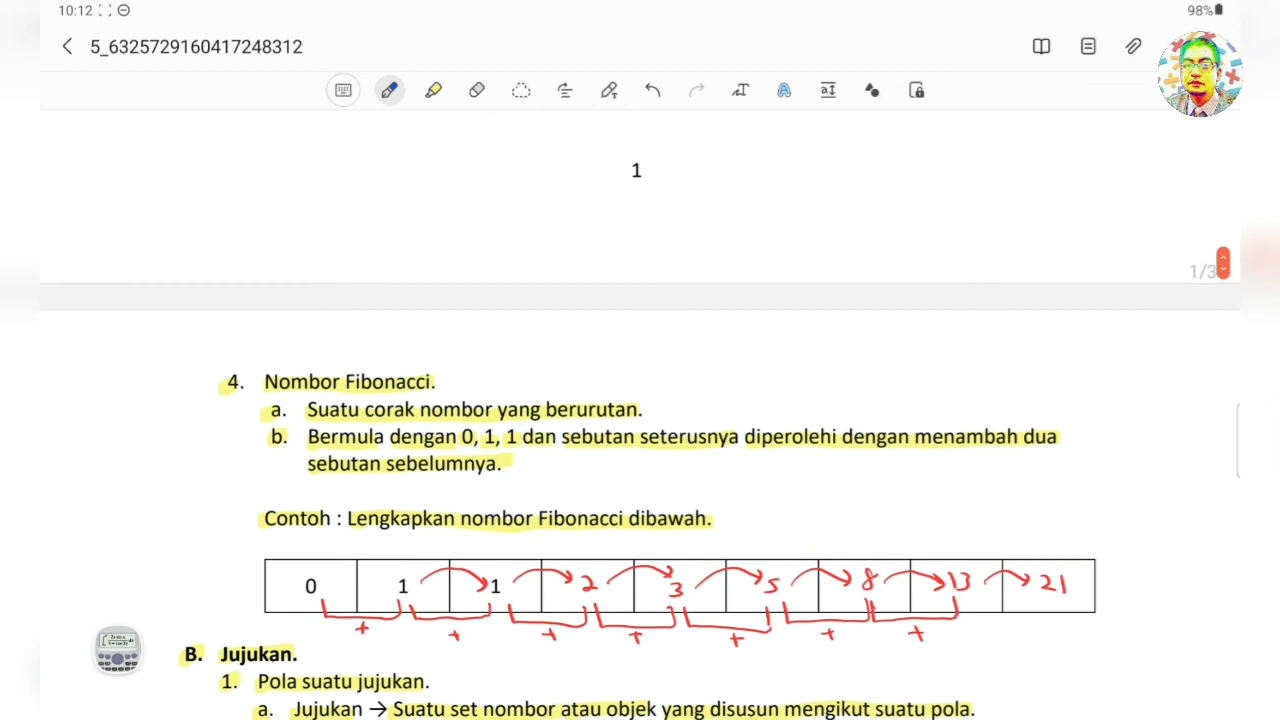 10:12
98%
5_6325729160417248312
1
1/3
4. Nombor Fibonacci.
a. Suatu corak nombor yang berurutan.
b. Bermula dengan 0, 1, 1 dan sebutan seterusnya diperolehi dengan menambah dua
sebutan sebelumnya.
Contoh : Lengkapkan nombor Fibonacci dibawah.
0 1 1 2 3 5 8 13 21
+ + + + + + +
B. Jujukan.
1. Pola suatu jujukan.
a. Jujukan → Suatu set nombor atau objek yang disusun mengikut suatu pola.